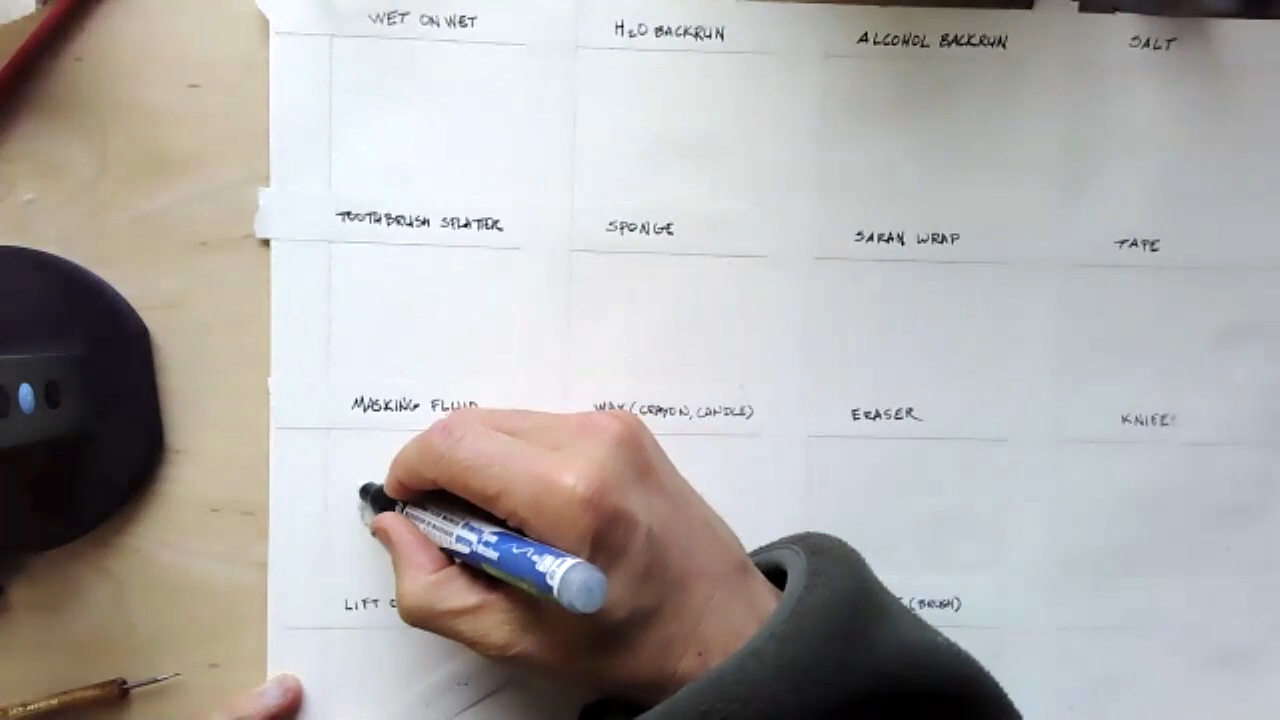 WET ON WET
H2O BACKRUN
ALCOHOL BACKRUN
SALT
TOOTHBRUSH SPLATTER
SPONGE
SARAN WRAP
TAPE
MASKING FLUID
WAX (CRAYON, CANDLE)
ERASER
KNIFE
LIFT
(BRUSH)